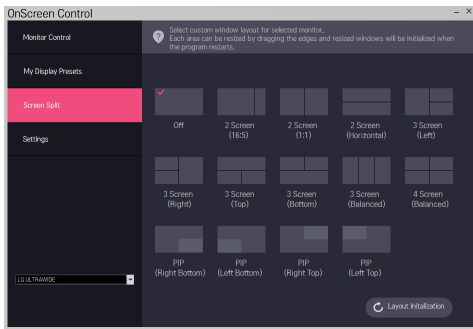 OnScreen Control
Monitor Control
My Display Presets
Screen Split
Settings
LG ULTRAWIDE
Select custom window layout for selected monitor.
Each area can be resized by dragging the edges and resized windows will be initialized when
the program restarts.
Off
2 Screen
(16:5)
2 Screen
(1:1)
2 Screen
(Horizontal)
3 Screen
(Left)
3 Screen
(Right)
3 Screen
(Top)
3 Screen
(Bottom)
3 Screen
(Balanced)
4 Screen
(Balanced)
PIP
(Right Bottom)
PIP
(Left Bottom)
PIP
(Right Top)
PIP
(Left Top)
Layout Initalization